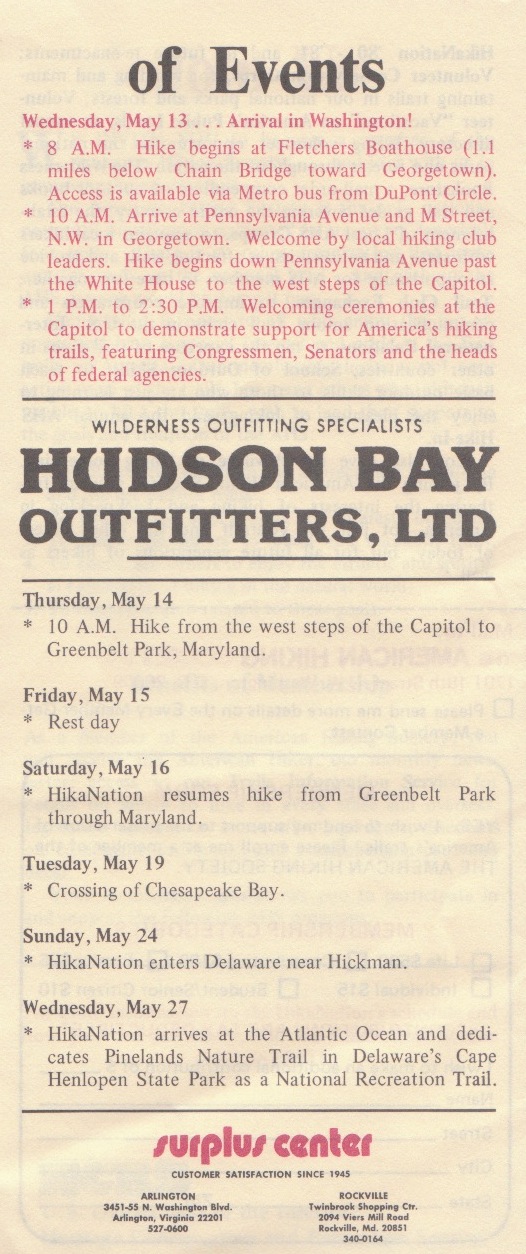 of Events
Wednesday, May 13 . . . Arrival in Washington!
* 8 A.M. Hike begins at Fletchers Boathouse (1.1
miles below Chain Bridge toward Georgetown).
Access is available via Metro bus from DuPont Circle.
* 10 A.M. Arrive at Pennsylvania Avenue and M Street,
N.W. in Georgetown. Welcome by local hiking club
leaders. Hike begins down Pennsylvania Avenue past
the White House to the west steps of the Capitol.
* 1 P.M. to 2:30 P.M. Welcoming ceremonies at the
Capitol to demonstrate support for America's hiking
trails, featuring Congressmen, Senators and the heads
of federal agencies.
WILDERNESS OUTFITTING SPECIALISTS
HUDSON BAY
OUTFITTERS, LTD
Thursday, May 14
* 10 A.M. Hike from the west steps of the Capitol to
Greenbelt Park, Maryland.
Friday, May 15
* Rest day
Saturday, May 16
* HikaNation resumes hike from Greenbelt Park
through Maryland.
Tuesday, May 19
* Crossing of Chesapeake Bay.
Sunday, May 24
* HikaNation enters Delaware near Hickman.
Wednesday, May 27
* HikaNation arrives at the Atlantic Ocean and dedi-
cates Pinelands Nature Trail in Delaware's Cape
Henlopen State Park as a National Recreation Trail.
surplus center
CUSTOMER SATISFACTION SINCE 1945
ARLINGTON
3451-55 N. Washington Blvd.
Arlington, Virginia 22201
527-0600
ROCKVILLE
Twinbrook Shopping Ctr.
2094 Viers Mill Road
Rockville, Md. 20851
340-0164